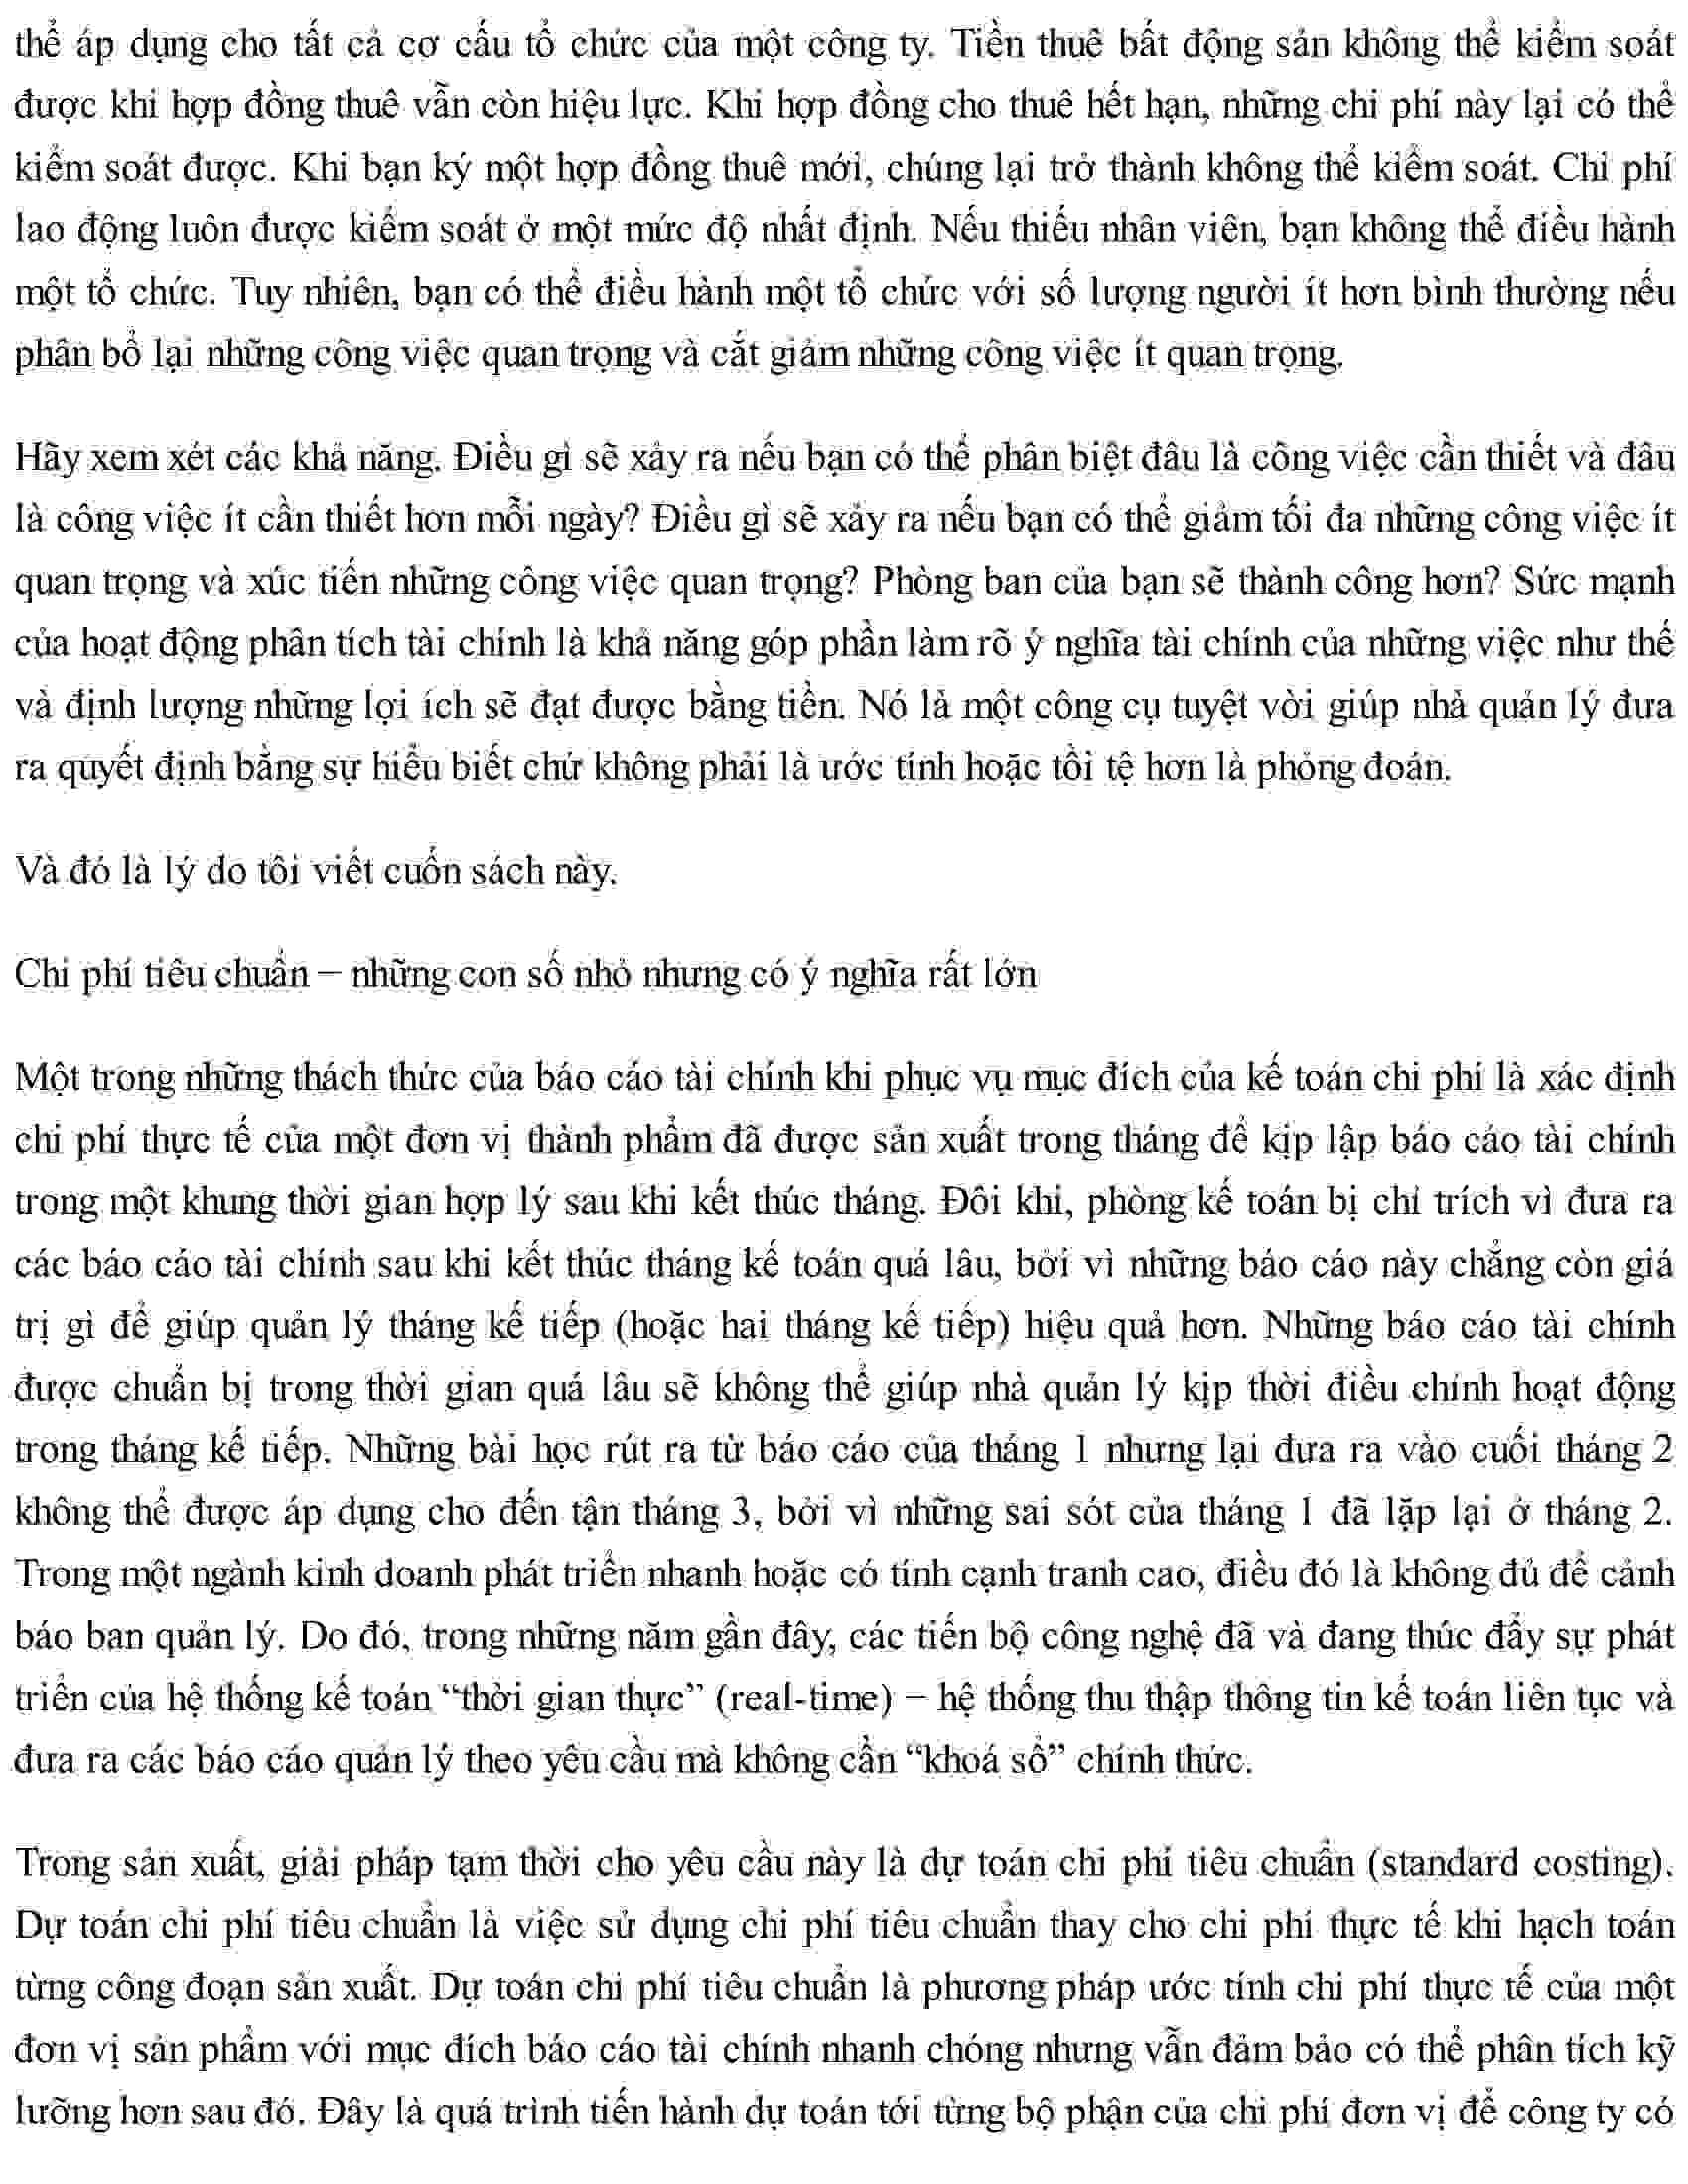 thể áp dụng cho tất cả cơ cấu tổ chức của một công ty. Tiền thuê bất động sản không thể kiểm soát
được khi hợp đồng thuê vẫn còn hiệu lực. Khi hợp đồng cho thuê hết hạn, những chi phí này lại có thể
kiểm soát được. Khi bạn ký một hợp đồng thuê mới, chúng lại trở thành không thể kiểm soát. Chi phí
lao động luôn được kiểm soát ở một mức độ nhất định. Nếu thiếu nhân viên, bạn không thể điều hành
một tổ chức. Tuy nhiên, bạn có thể điều hành một tổ chức với số lượng người ít hơn bình thường nếu
phân bổ lại những công việc quan trọng và cắt giảm những công việc ít quan trọng.
Hãy xem xét các khả năng. Điều gì sẽ xảy ra nếu bạn có thể phân biệt đâu là công việc cần thiết và đâu
là công việc ít cần thiết hơn mỗi ngày? Điều gì sẽ xảy ra nếu bạn có thể giảm tối đa những công việc ít
quan trọng và xúc tiến những công việc quan trọng? Phòng ban của bạn sẽ thành công hơn? Sức mạnh
của hoạt động phân tích tài chính là khả năng góp phần làm rõ ý nghĩa tài chính của những việc như thế
và định lượng những lợi ích sẽ đạt được bằng tiền. Nó là một công cụ tuyệt vời giúp nhà quản lý đưa
ra quyết định bằng sự hiểu biết chứ không phải là ước tính hoặc tồi tệ hơn là phỏng đoán.
Và đó là lý do tôi viết cuốn sách này.
Chi phí tiêu chuẩn – những con số nhỏ nhưng có ý nghĩa rất lớn
Một trong những thách thức của báo cáo tài chính khi phục vụ mục đích của kế toán chi phí là xác định
chi phí thực tế của một đơn vị thành phẩm đã được sản xuất trong tháng để kịp lập báo cáo tài chính
trong một khung thời gian hợp lý sau khi kết thúc tháng. Đôi khi, phòng kế toán bị chỉ trích vì đưa ra
các báo cáo tài chính sau khi kết thúc tháng kế toán quá lâu, bởi vì những báo cáo này chẳng còn giá
trị gì để giúp quản lý tháng kế tiếp (hoặc hai tháng kế tiếp) hiệu quả hơn. Những báo cáo tài chính
được chuẩn bị trong thời gian quá lâu sẽ không thể giúp nhà quản lý kịp thời điều chỉnh hoạt động
trong tháng kế tiếp. Những bài học rút ra từ báo cáo của tháng 1 nhưng lại đưa ra vào cuối tháng 2
không thể được áp dụng cho đến tận tháng 3, bởi vì những sai sót của tháng 1 đã lặp lại ở tháng 2.
Trong một ngành kinh doanh phát triển nhanh hoặc có tính cạnh tranh cao, điều đó là không đủ để cảnh
báo ban quản lý. Do đó, trong những năm gần đây, các tiến bộ công nghệ đã và đang thúc đẩy sự phát
triển của hệ thống kế toán “thời gian thực” (real-time) – hệ thống thu thập thông tin kế toán liên tục và
đưa ra các báo cáo quản lý theo yêu cầu mà không cần “khoá sổ” chính thức.
Trong sản xuất, giải pháp tạm thời cho yêu cầu này là dự toán chi phí tiêu chuẩn (standard costing).
Dự toán chi phí tiêu chuẩn là việc sử dụng chi phí tiêu chuẩn thay cho chi phí thực tế khi hạch toán
từng công đoạn sản xuất. Dự toán chi phí tiêu chuẩn là phương pháp ước tính chi phí thực tế của một
đơn vị sản phẩm với mục đích báo cáo tài chính nhanh chóng nhưng vẫn đảm bảo có thể phân tích kỹ
lưỡng hơn sau đó. Đây là quá trình tiến hành dự toán tới từng bộ phận của chi phí đơn vị để công ty có